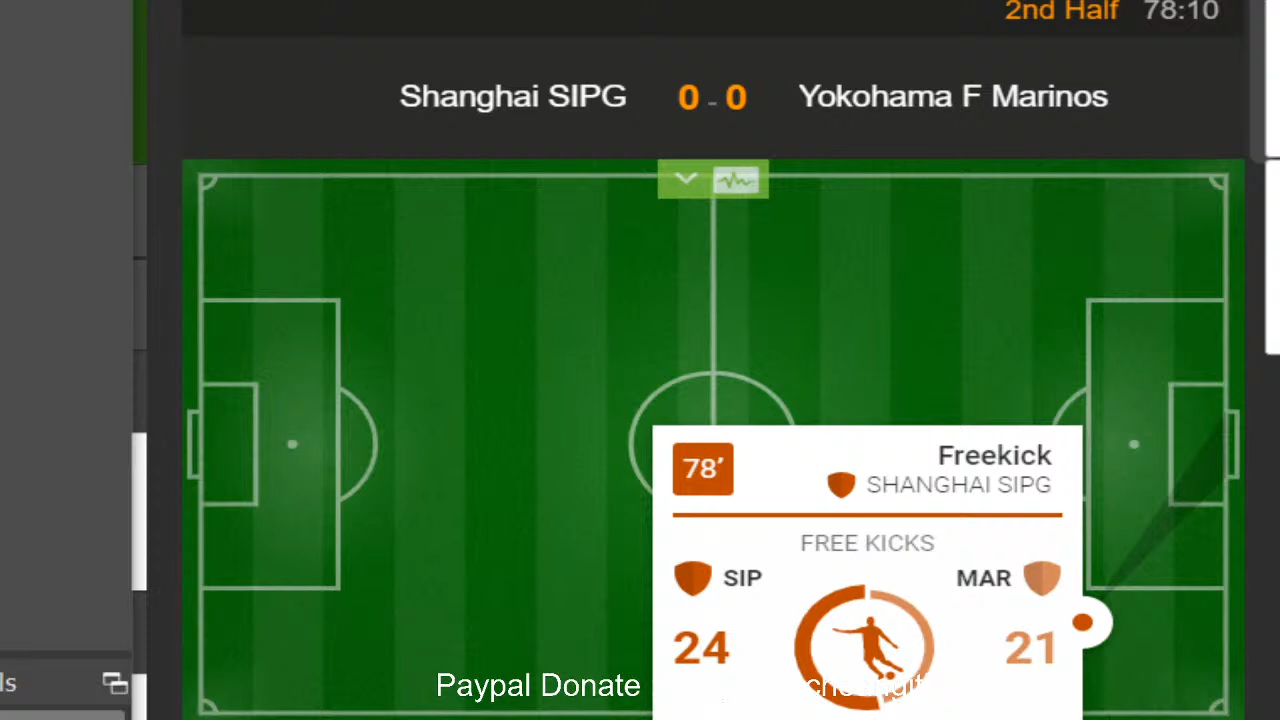 2nd Half 78:10
Shanghai SIPG 0 - 0 Yokohama F Marinos
78’ Freekick
SHANGHAI SIPG
FREE KICKS
SIP MAR
24 21
Paypal Donate
ls